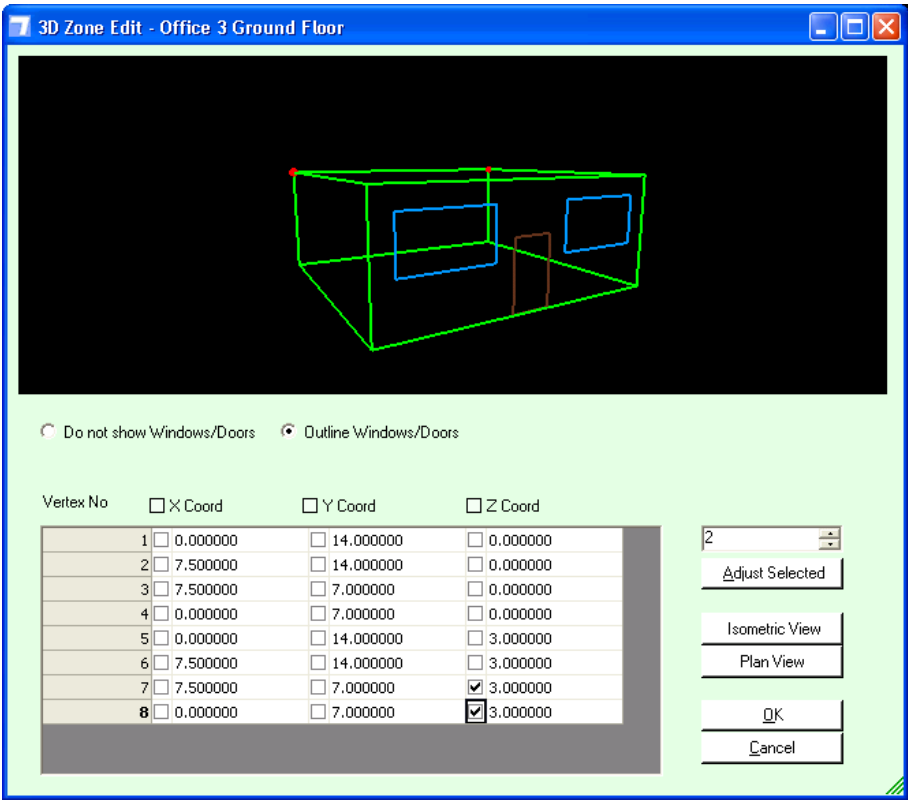 3D Zone Edit - Office 3 Ground Floor
Do not show Windows/Doors Outline Windows/Doors
Vertex No X Coord Y Coord Z Coord
1 0.000000 14.000000 0.000000
2 7.500000 14.000000 0.000000
3 7.500000 7.000000 0.000000
4 0.000000 7.000000 0.000000
5 0.000000 14.000000 3.000000
6 7.500000 14.000000 3.000000
7 7.500000 7.000000 3.000000
8 0.000000 7.000000 3.000000
2
Adjust Selected
Isometric View
Plan View
OK
Cancel